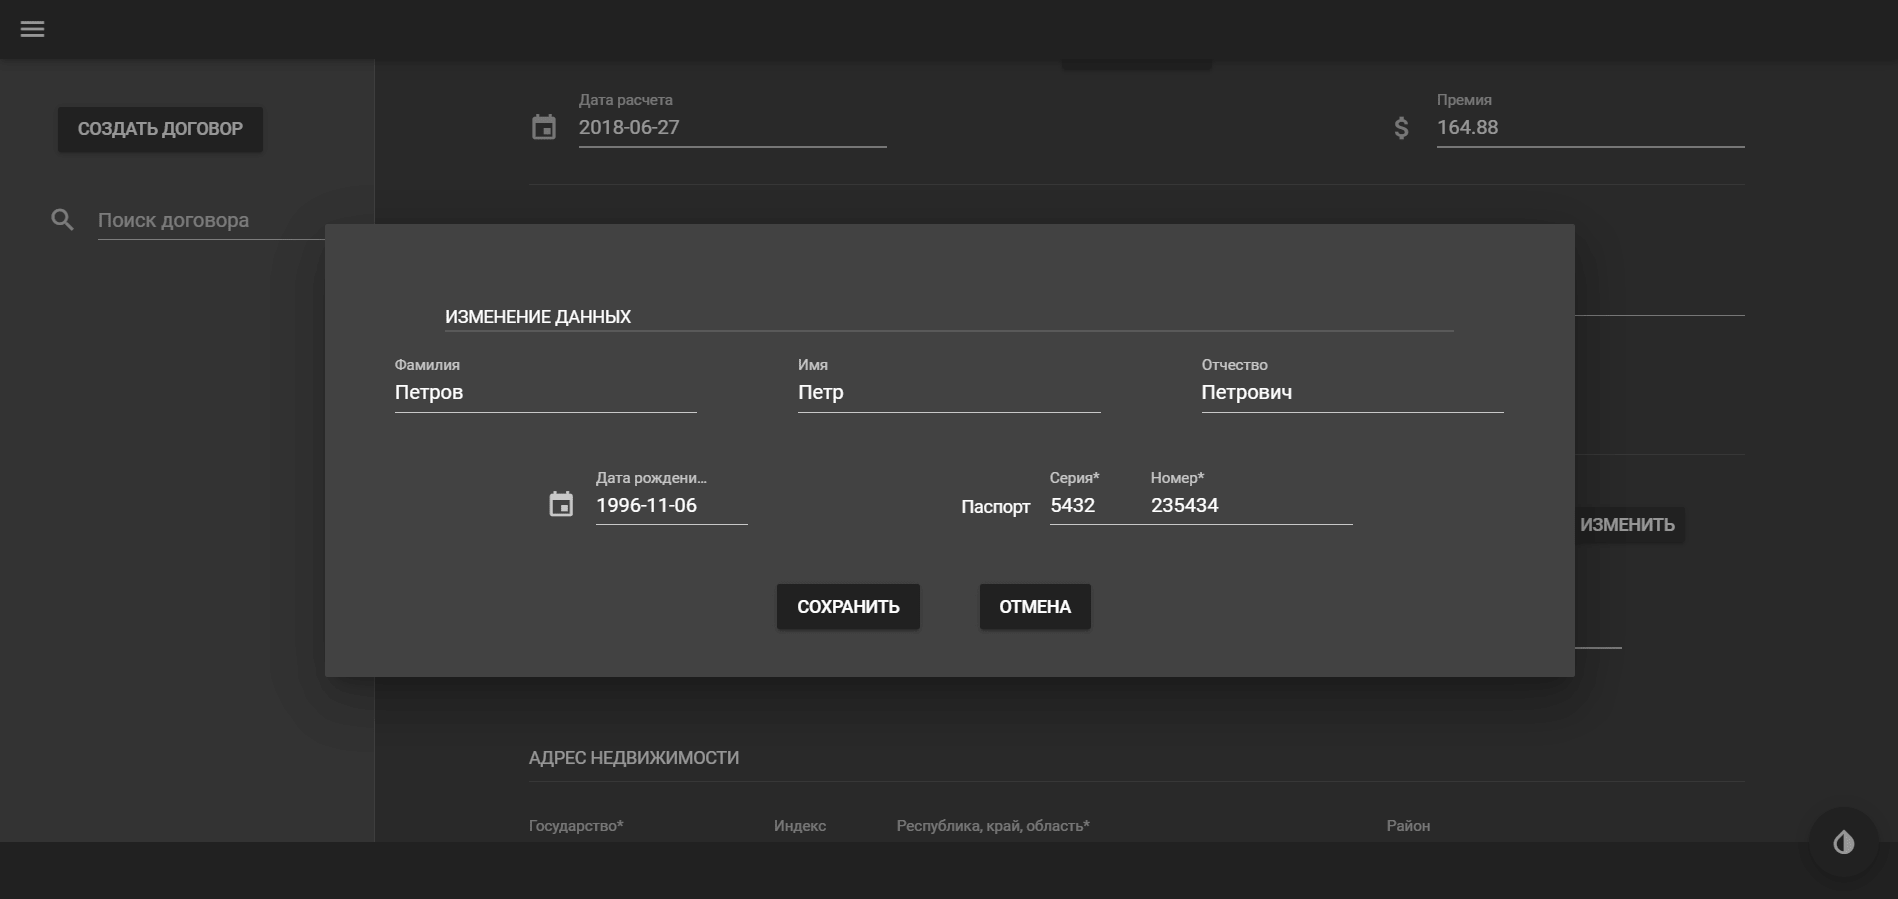 СОЗДАТЬ ДОГОВОР
Поиск договора
Дата расчета
2018-06-27
Премия
164.88
ИЗМЕНЕНИЕ ДАННЫХ
Фамилия
Петров
Имя
Петр
Отчество
Петрович
Дата рождени...
1996-11-06
Паспорт
Серия*
5432
Номер*
235434
СОХРАНИТЬ
ОТМЕНА
ИЗМЕНИТЬ
АДРЕС НЕДВИЖИМОСТИ
Государство*
Индекс
Республика, край, область*
Район